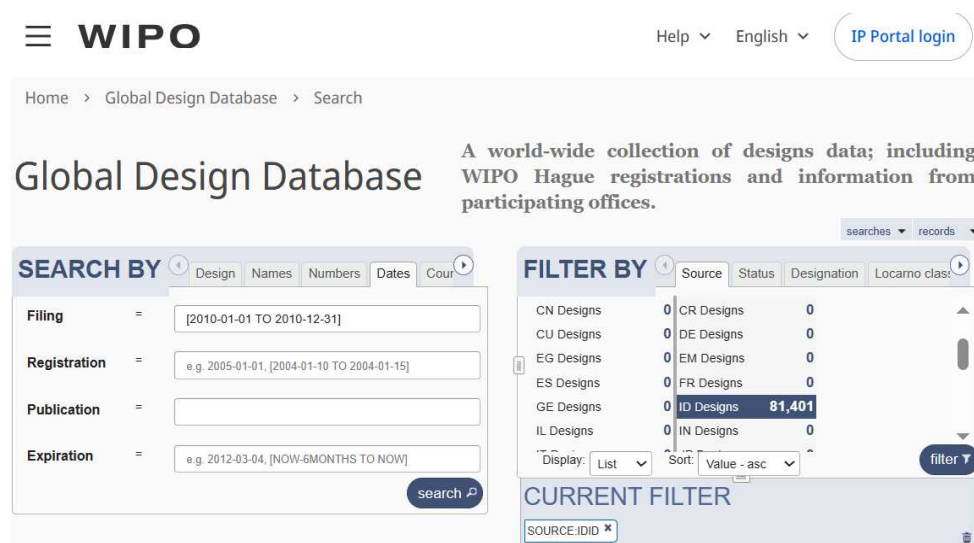 WIPO
Help English IP Portal login
Home > Global Design Database > Search
Global Design Database
A world-wide collection of designs data; including
WIPO Hague registrations and information from
participating offices.
searches records
SEARCH BY Design Names Numbers Dates
Filing = [2010-01-01 TO 2010-12-31]
Registration = e.g. 2005-01-01, [2004-01-10 TO 2004-01-15]
Publication =
Expiration = e.g. 2012-03-04, [NOW-6MONTHS TO NOW]
search
FILTER BY Source Status Designation Locarno
CN Designs 0 CR Designs 0
CU Designs 0 DE Designs 0
EG Designs 0 EM Designs 0
ES Designs 0 FR Designs 0
GE Designs 0 ID Designs 81,401
IL Designs 0 IN Designs 0
Display: List Sort: Value - asc
filter
CURRENT FILTER
SOURCE:IDID ×